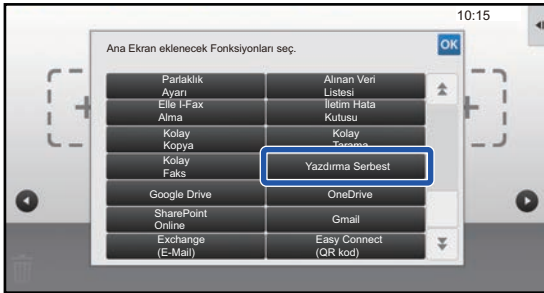 10:15
Ana Ekran eklenecek Fonksiyonları seç.
OK
Parlaklık
Ayarı
Alınan Veri
Listesi
Elle I-Fax
Alma
İletim Hata
Kutusu
Kolay
Kopya
Kolay
Tarama
Kolay
Faks
Yazdırma Serbest
Google Drive
OneDrive
SharePoint
Online
Gmail
Exchange
(E-Mail)
Easy Connect
(QR kod)